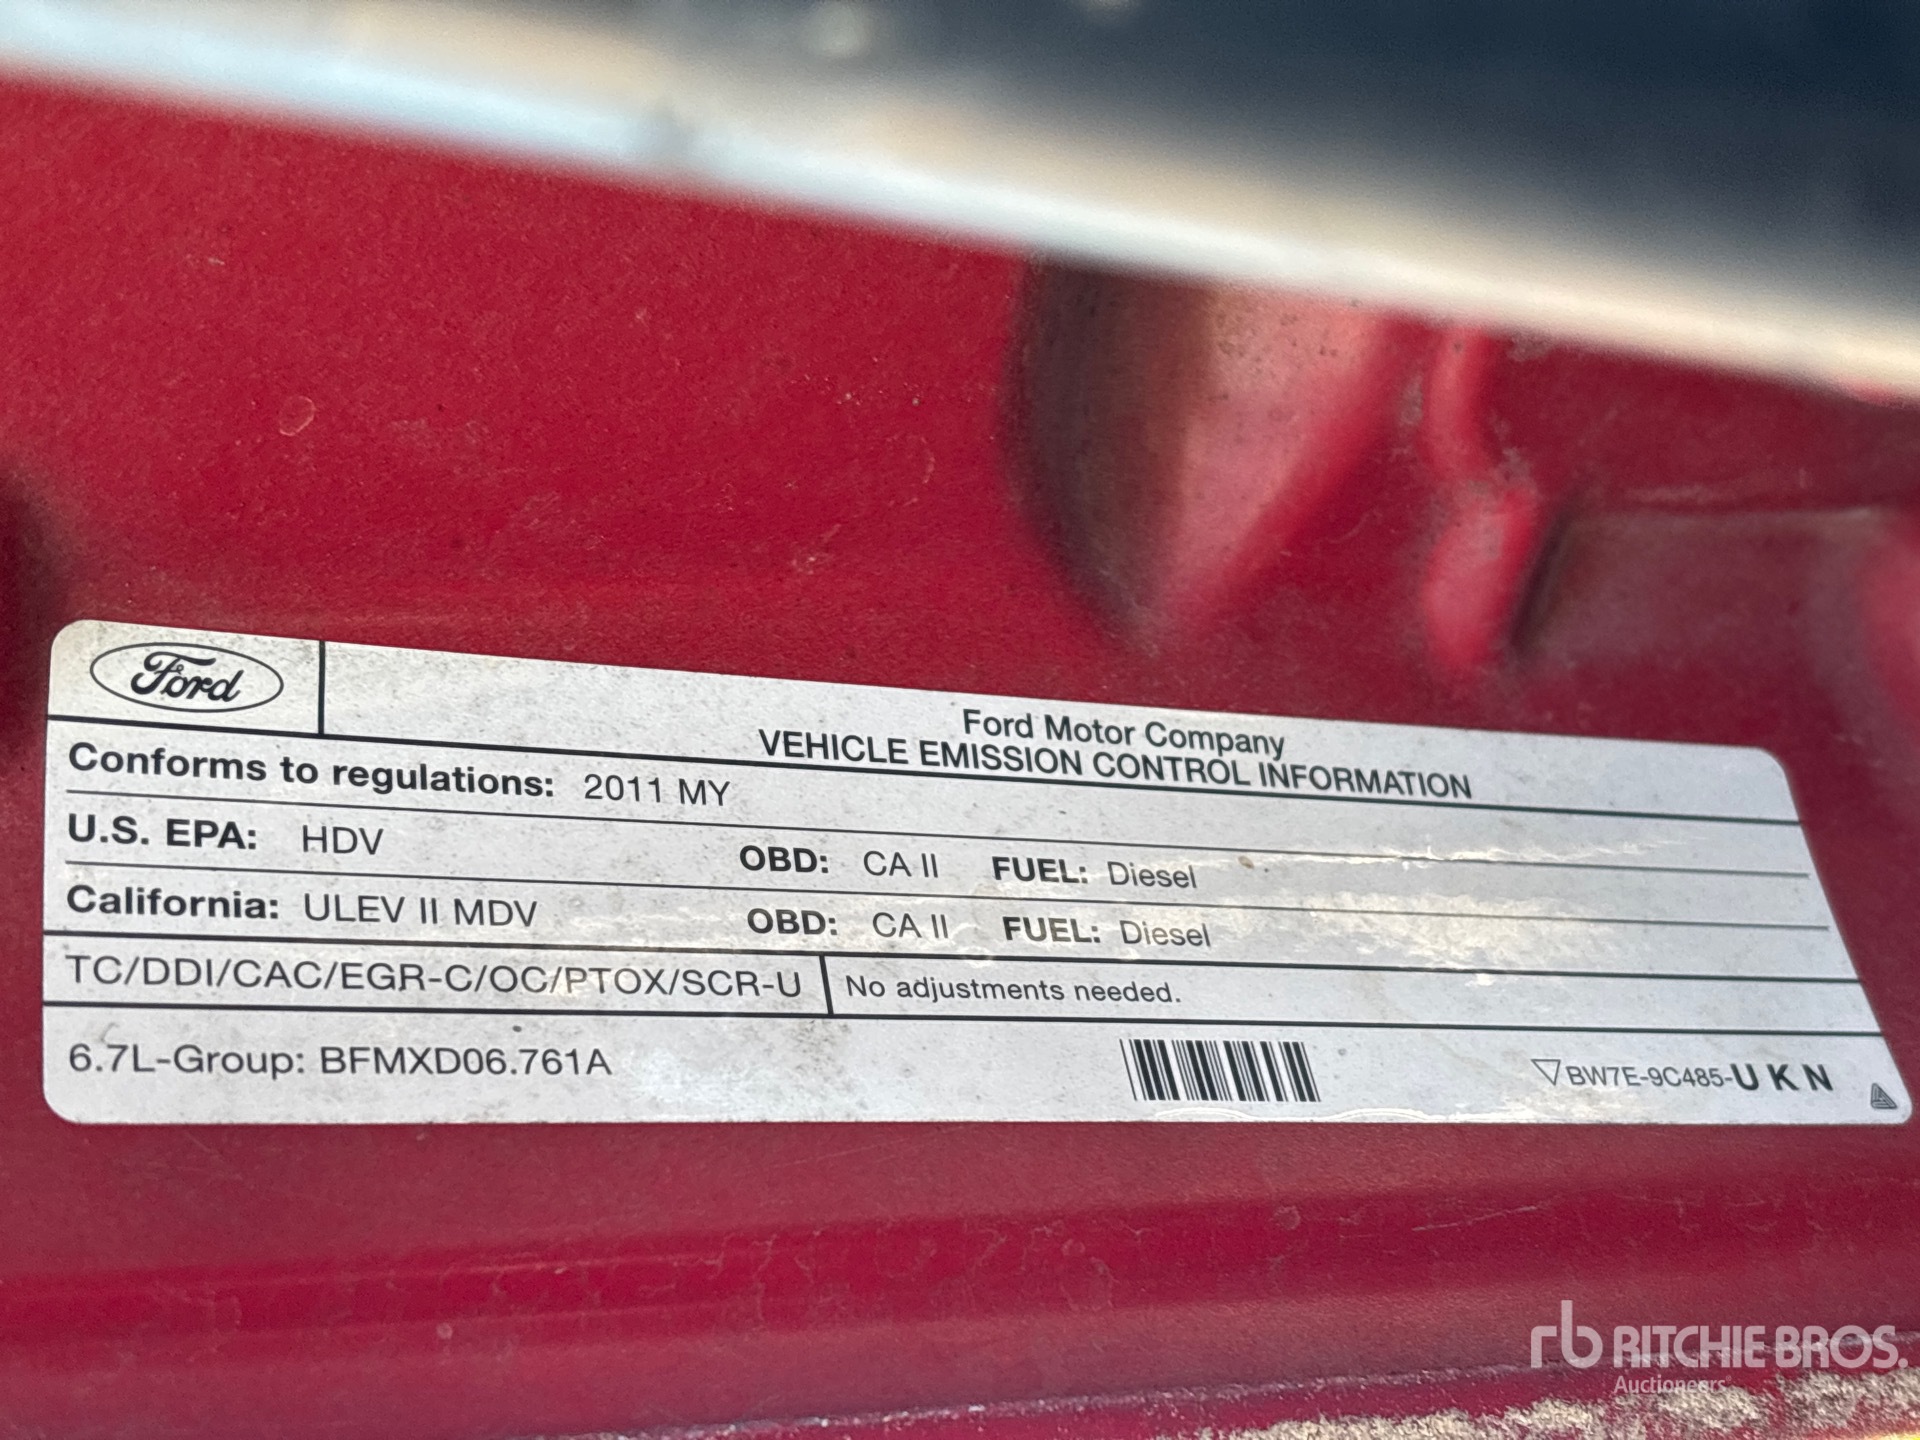 Ford
Ford Motor Company
VEHICLE EMISSION CONTROL INFORMATION
Conforms to regulations: 2011 MY
U.S. EPA: HDV OBD: CA II FUEL: Diesel
California: ULEV II MDV OBD: CA II FUEL: Diesel
TC/DDI/CAC/EGR-C/OC/PTOX/SCR-U No adjustments needed.
6.7L-Group: BFMXD06.761A BW7E-9C485-UKN
rb RITCHIE BROS.
Auctioneers